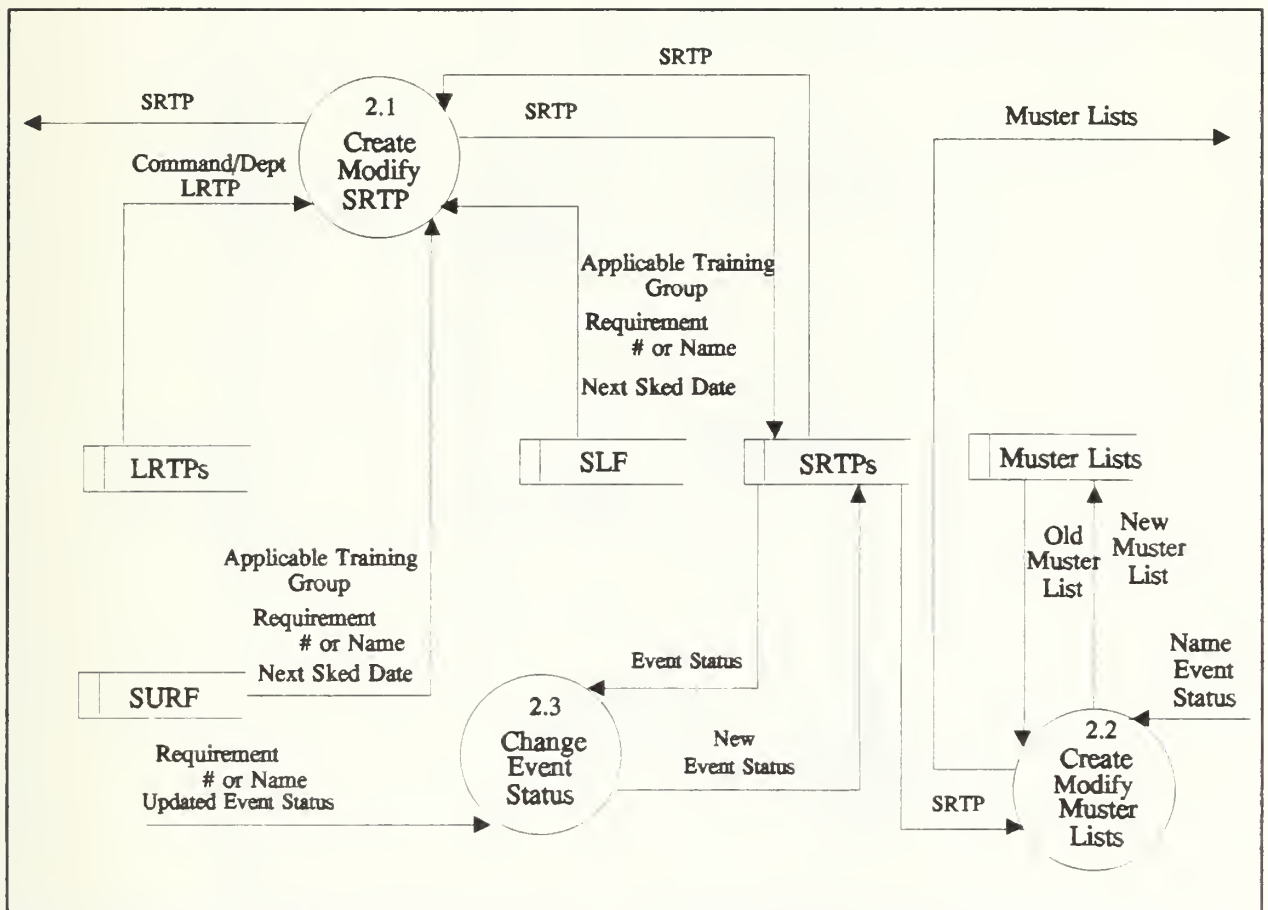 SRTP
SRTP
2.1
Create
Modify
SRTP
SRTP
Muster Lists
Command/Dept
LRTP
Applicable Training
Group
Requirement
# or Name
Next Sked Date
LRTPs
SLF
SRTPs
Muster Lists
Old
Muster
List
New
Muster
List
Applicable Training
Group
Requirement
# or Name
Next Sked Date
SURF
Event Status
Name
Event
Status
2.3
Change
Event
Status
New
Event Status
2.2
Create
Modify
Muster
Lists
SRTP
Requirement
# or Name
Updated Event Status